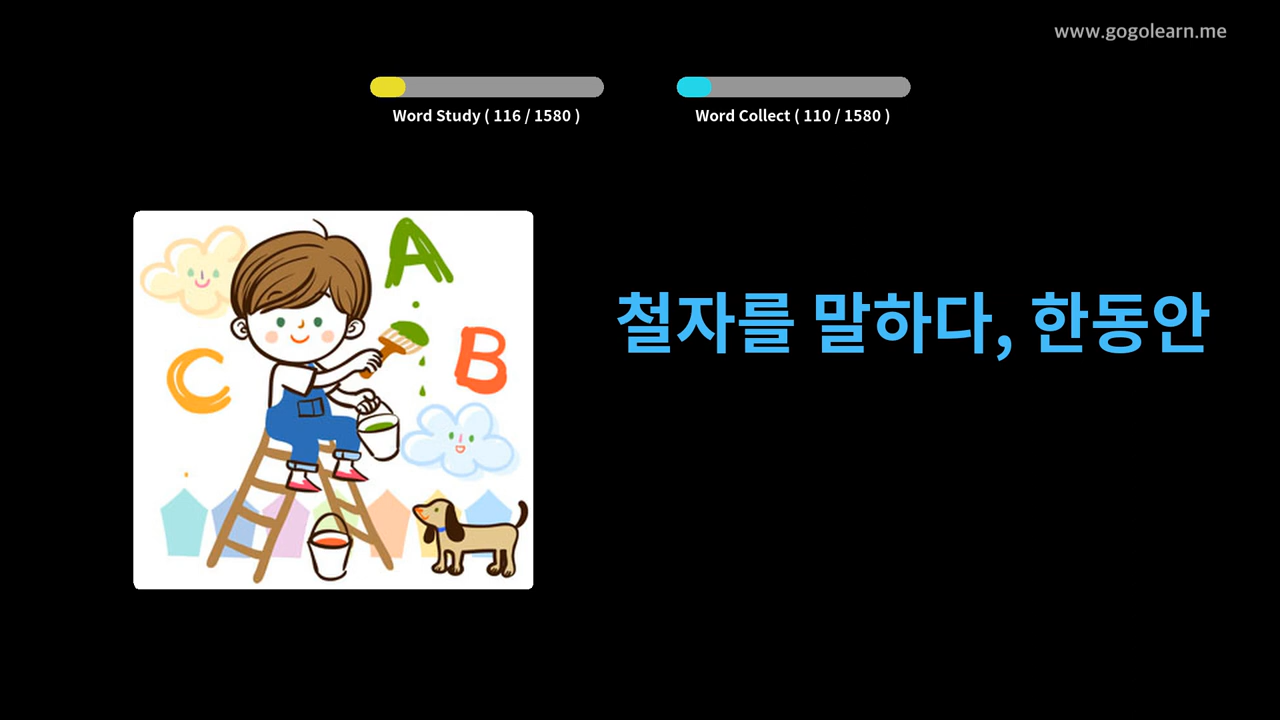 www.gogolearn.me
Word Study ( 116 / 1580 )
Word Collect ( 110 / 1580 )
A
B
C
철자를 말하다, 한동안